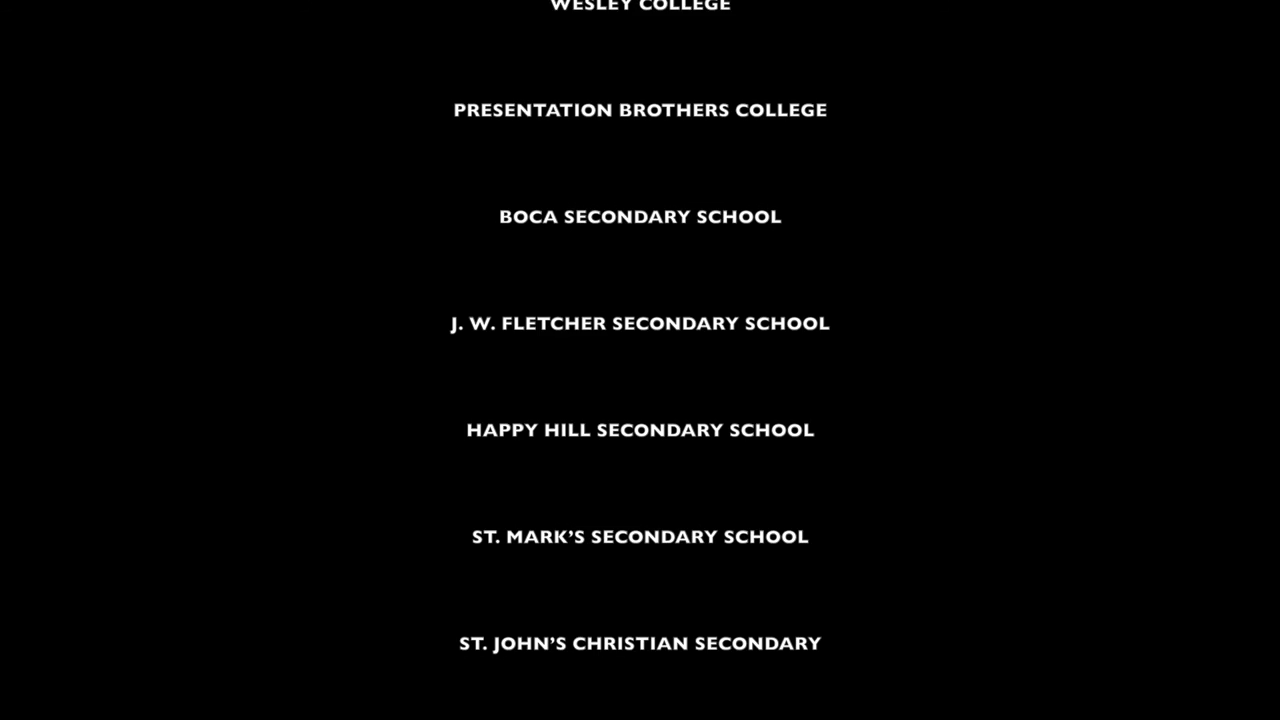 WESLEY COLLEGE
PRESENTATION BROTHERS COLLEGE
BOCA SECONDARY SCHOOL
J. W. FLETCHER SECONDARY SCHOOL
HAPPY HILL SECONDARY SCHOOL
ST. MARK’S SECONDARY SCHOOL
ST. JOHN’S CHRISTIAN SECONDARY